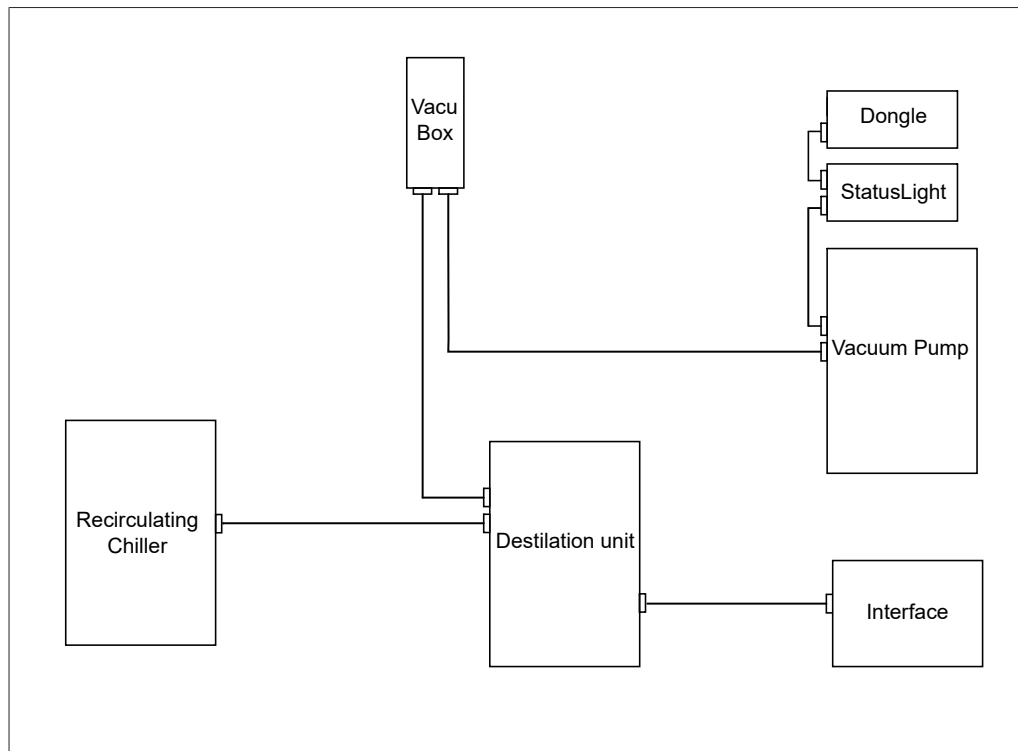 Vacu
Box
Dongle
StatusLight
Vacuum Pump
Recirculating
Chiller
Destilation unit
Interface